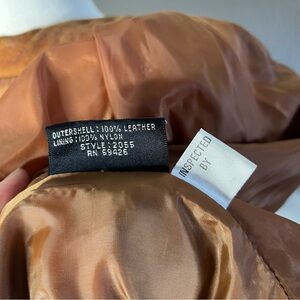 OUTERSHELL: 100% LEATHER
LINING: 100% NYLON
STYLE: 2055
RN 59426
INSPECTED
BY